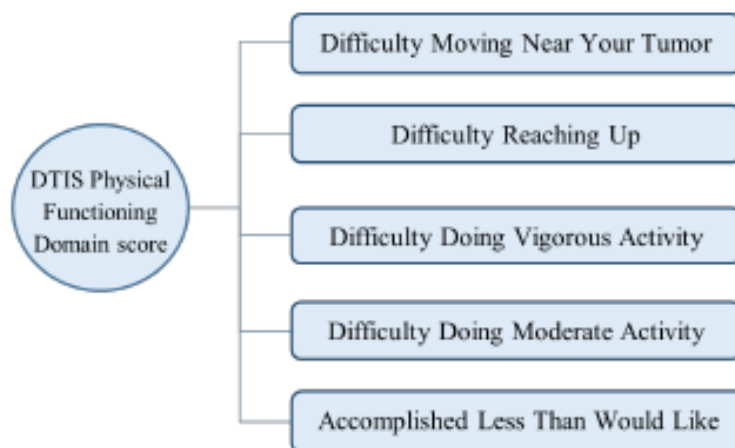 Difficulty Moving Near Your Tumor
Difficulty Reaching Up
DTIS Physical
Functioning
Domain score
Difficulty Doing Vigorous Activity
Difficulty Doing Moderate Activity
Accomplished Less Than Would Like